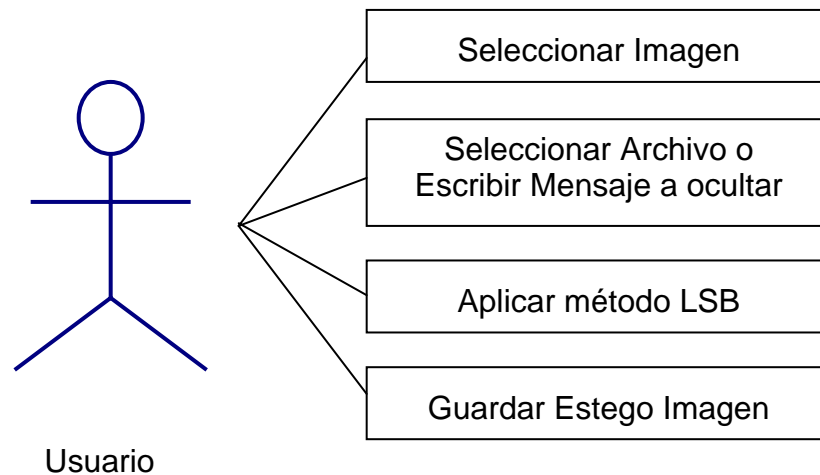 Seleccionar Imagen
Seleccionar Archivo o
Escribir Mensaje a ocultar
Aplicar método LSB
Guardar Estego Imagen
Usuario